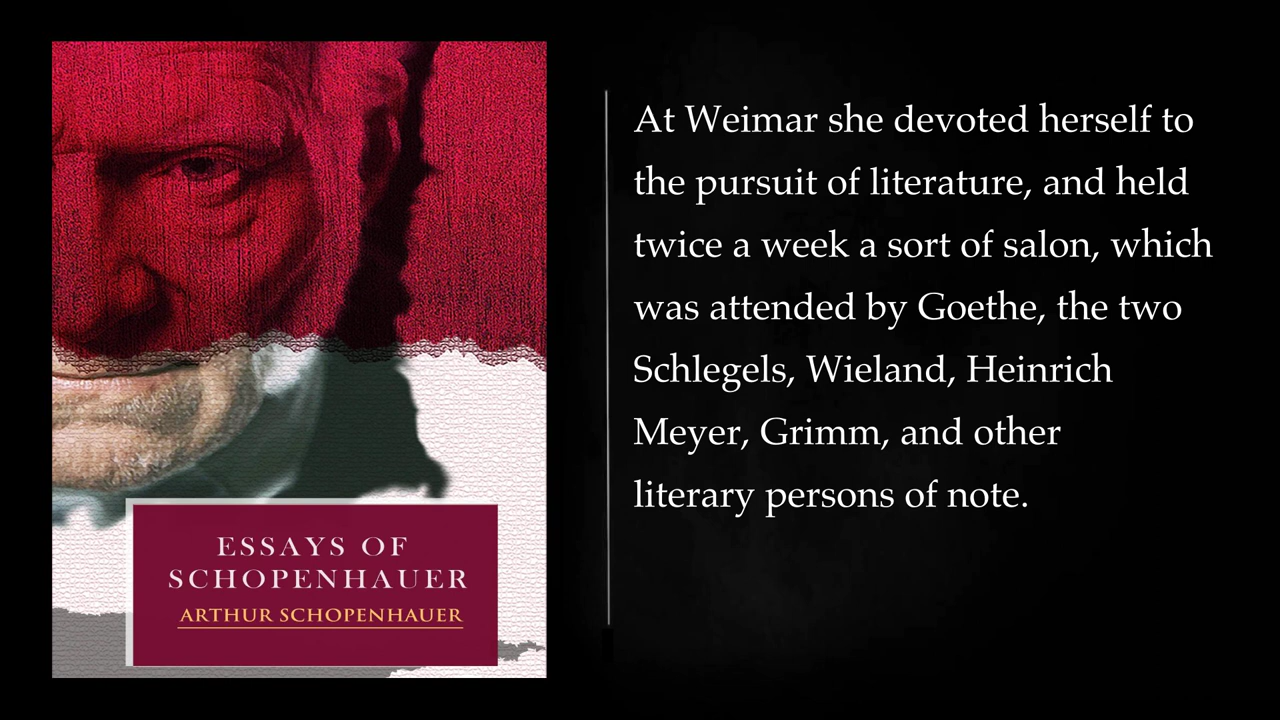 ESSAYS OF
SCHOPENHAUER
ARTHUR SCHOPENHAUER
At Weimar she devoted herself to
the pursuit of literature, and held
twice a week a sort of salon, which
was attended by Goethe, the two
Schlegels, Wieland, Heinrich
Meyer, Grimm, and other
literary persons of note.